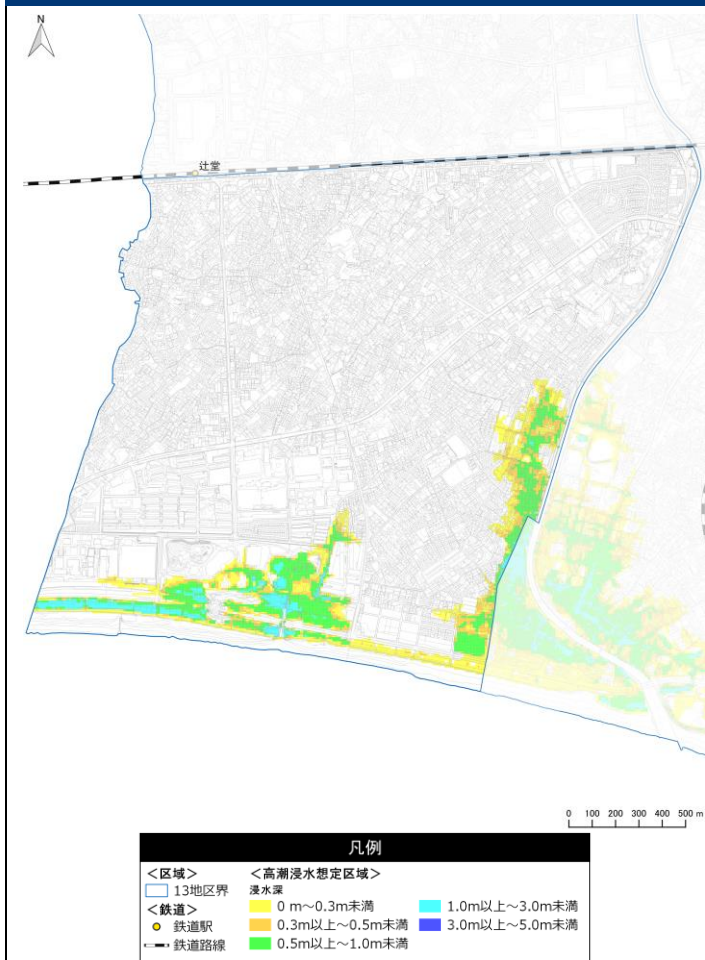 N
辻堂
0 100 200 300 400 500 m
凡例
＜区域＞
13地区界
＜鉄道＞
鉄道駅
鉄道路線
＜高潮浸水想定区域＞
浸水深
0 m～0.3m未満
0.3m以上～0.5m未満
0.5m以上～1.0m未満
1.0m以上～3.0m未満
3.0m以上～5.0m未満